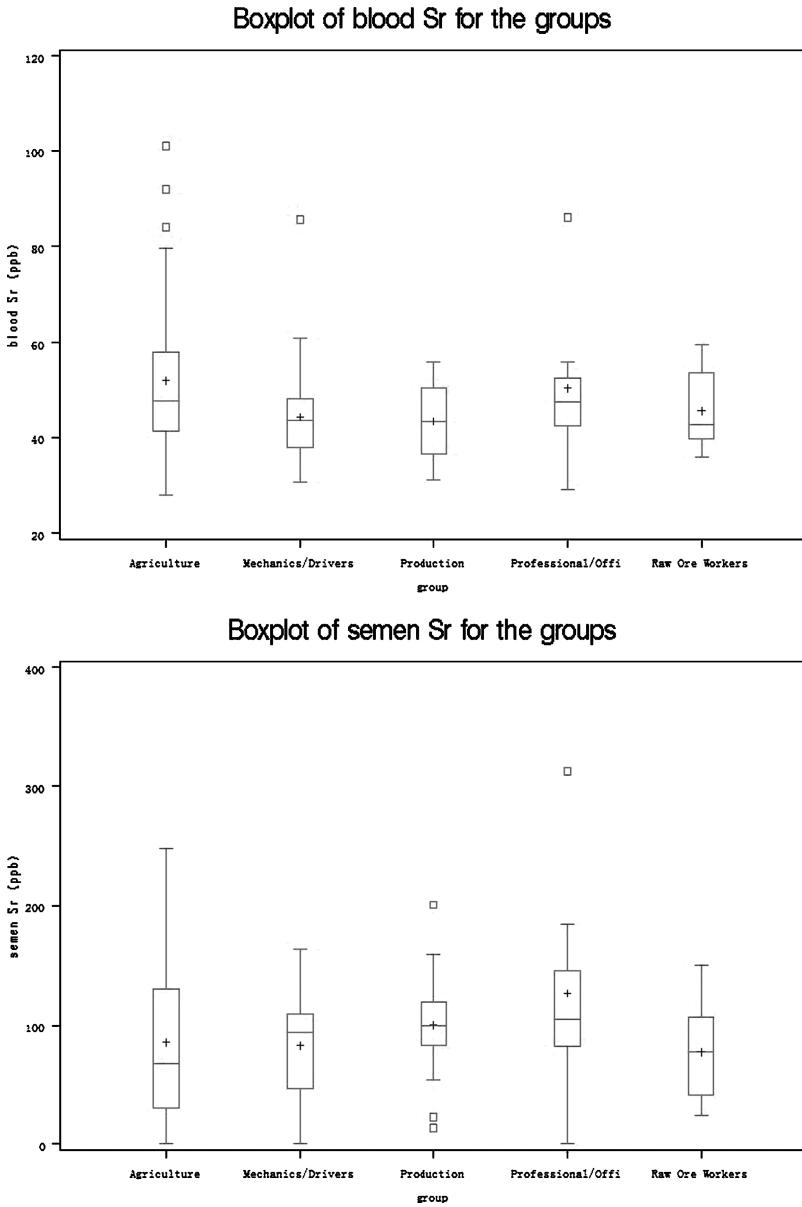 Boxplot of blood Sr for the groups
120
100
80
60
40
20
blood Sr (ppb)
Agriculture Mechanics/Drivers Production Professional/Offi Raw Ore Workers
group
Boxplot of semen Sr for the groups
400
300
200
100
0
semen Sr (ppb)
Agriculture Mechanics/Drivers Production Professional/Offi Raw Ore Workers
group